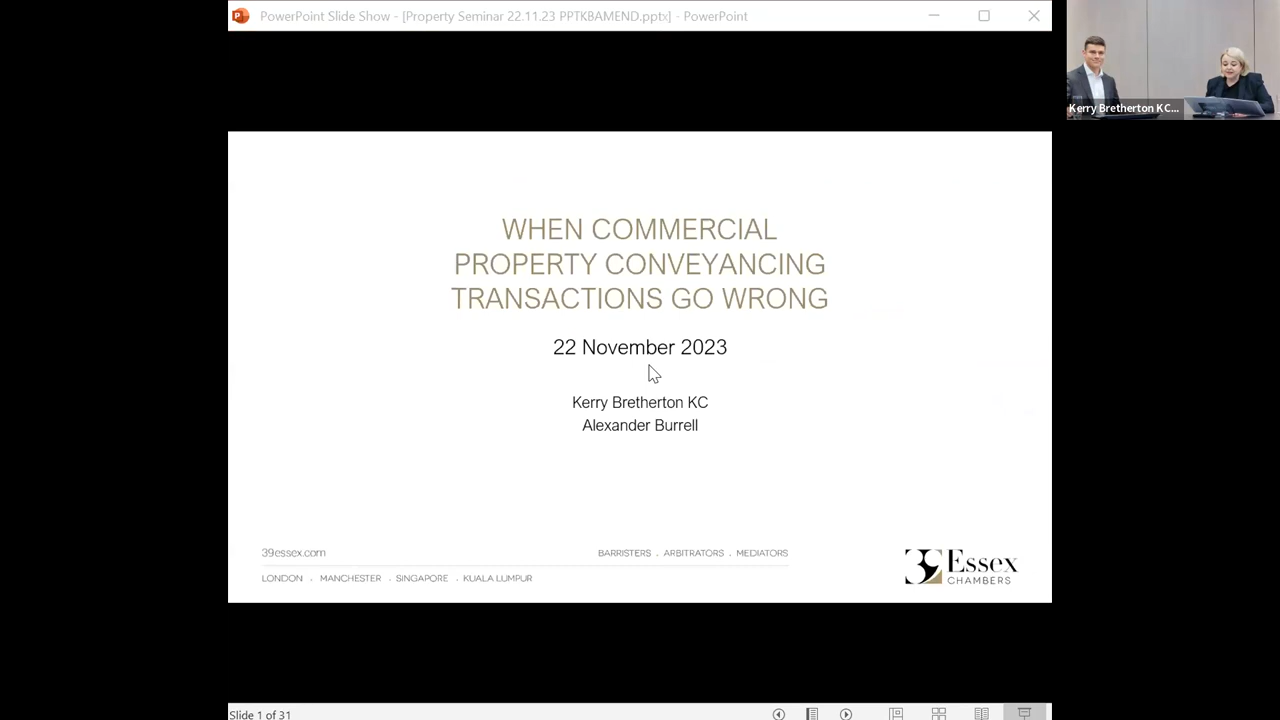 PowerPoint Slide Show - [Property Seminar 22.11.23 PPTKBAMEND.pptx] - PowerPoint
Kerry Bretherton KC...
WHEN COMMERCIAL
PROPERTY CONVEYANCING
TRANSACTIONS GO WRONG
22 November 2023
Kerry Bretherton KC
Alexander Burrell
39essex.com
BARRISTERS . ARBITRATORS . MEDIATORS
LONDON . MANCHESTER . SINGAPORE . KUALA LUMPUR
39 Essex
CHAMBERS
Slide 1 of 31